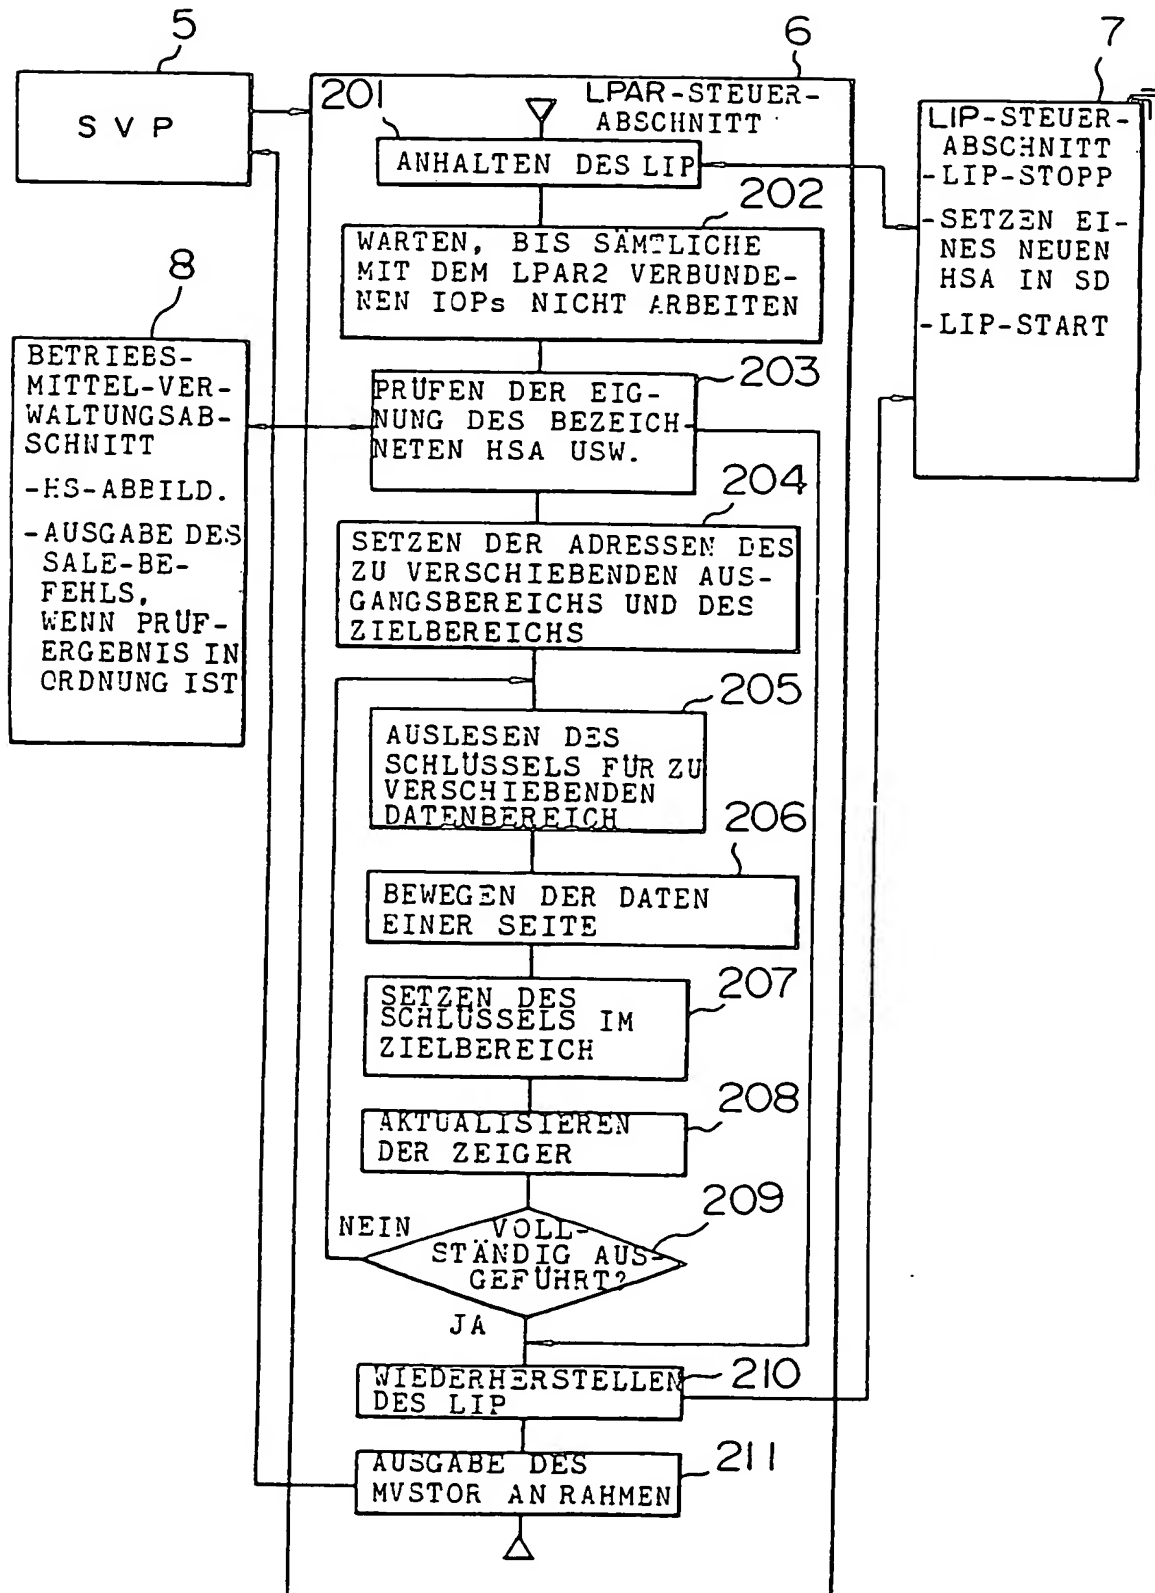 5
SVP
6
LPAR-STEUER-
ABSCHNITT
7
LIP-STEUER-
ABSCHNITT
-LIP-STOPP
-SETZEN EI-
NES NEUEN
HSA IN SD
-LIP-START
8
BETRIEBS-
MITTEL-VER-
WALTUNGSAB-
SCHNITT
-HS-ABBILD.
-AUSGABE DES
SALE-BE-
FEHLS,
WENN PRÜF-
ERGEBNIS IN
ORDNUNG IST
201
ANHALTEN DES LIP
202
WARTEN, BIS SÄMTLICHE
MIT DEM LPAR2 VERBUNDE-
NEN IOPs NICHT ARBEITEN
203
PRÜFEN DER EIG-
NUNG DES BEZEICH-
NETEN HSA USW.
204
SETZEN DER ADRESSEN DES
ZU VERSCHIEBENDEN AUS-
GANGSBEREICHS UND DES
ZIELBEREICHS
205
AUSLESEN DES
SCHLÜSSELS FÜR ZU
VERSCHIEBENDEN
DATENBEREICH
206
BEWEGEN DER DATEN
EINER SEITE
207
SETZEN DES
SCHLÜSSELS IM
ZIELBEREICH
208
AKTUALISIEREN
DER ZEIGER
209
NEIN
VOLL-
STÄNDIG AUS-
GEFÜHRT?
JA
210
WIEDERHERSTELLEN
DES LIP
211
AUSGABE DES
MVSTOR AN RAHMEN